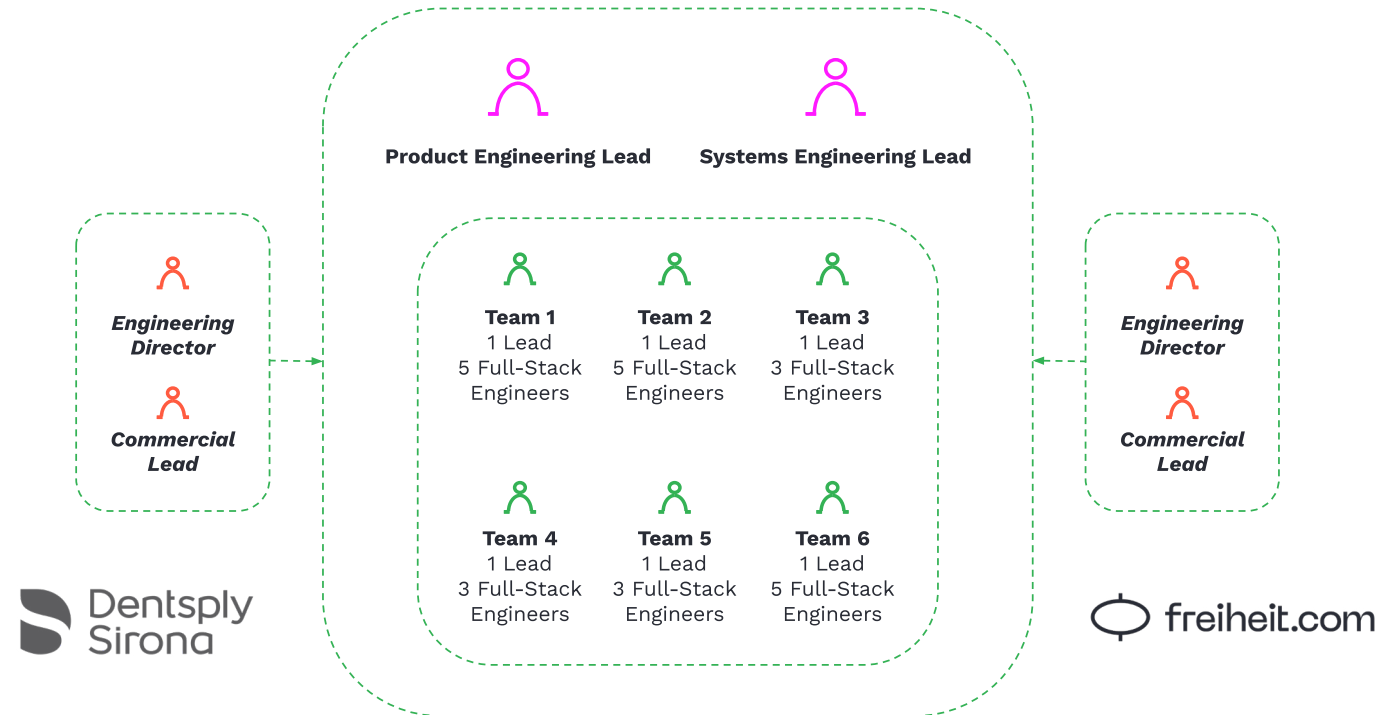 Product Engineering Lead
Systems Engineering Lead
Engineering
Director
Commercial
Lead
Team 1
1 Lead
5 Full-Stack
Engineers
Team 2
1 Lead
5 Full-Stack
Engineers
Team 3
1 Lead
3 Full-Stack
Engineers
Team 4
1 Lead
3 Full-Stack
Engineers
Team 5
1 Lead
3 Full-Stack
Engineers
Team 6
1 Lead
5 Full-Stack
Engineers
Engineering
Director
Commercial
Lead
Dentsply
Sirona
freiheit.com